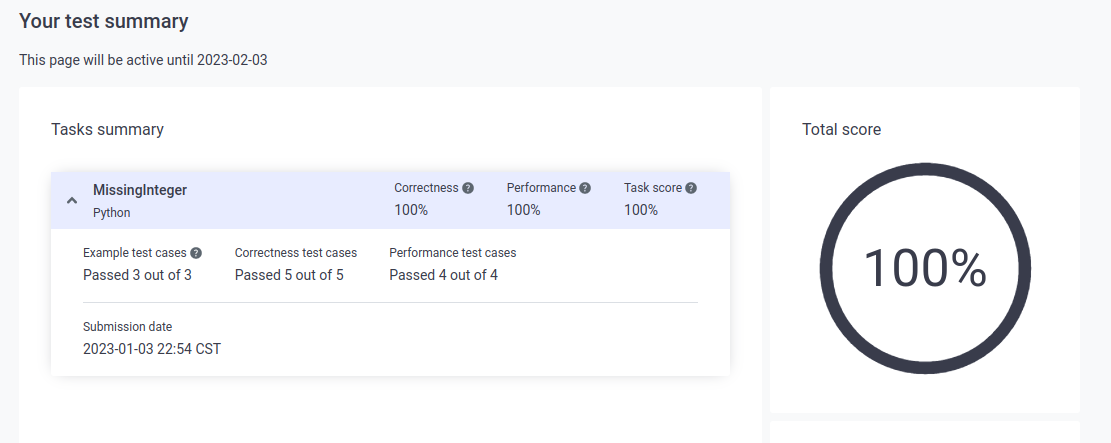 Your test summary
This page will be active until 2023-02-03
Tasks summary
MissingInteger
Python
Correctness ?
100%
Performance ?
100%
Task score ?
100%
Example test cases ?
Passed 3 out of 3
Correctness test cases
Passed 5 out of 5
Performance test cases
Passed 4 out of 4
Submission date
2023-01-03 22:54 CST
Total score
100%